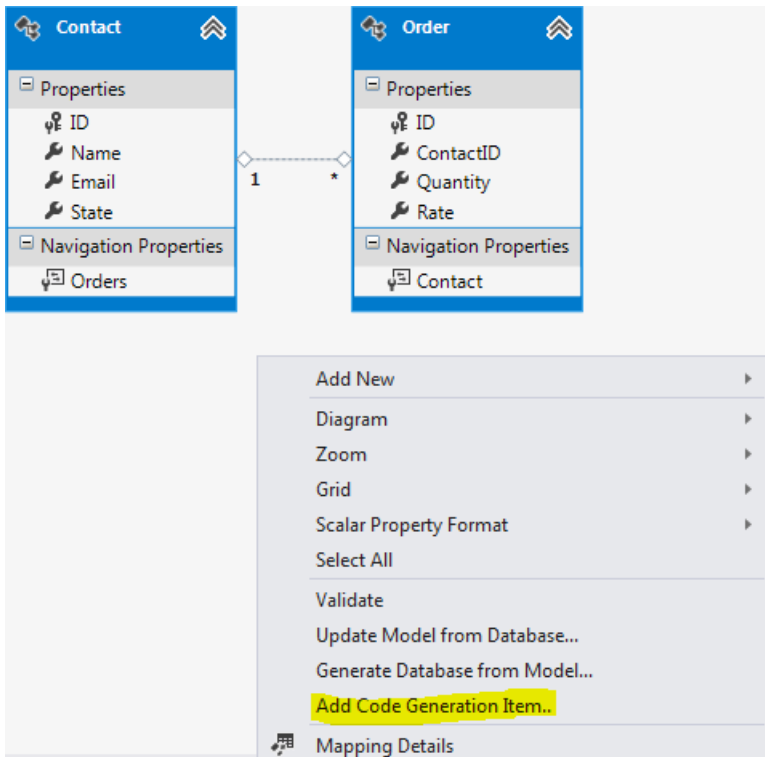 Contact
Properties
ID
Name
Email
State
Navigation Properties
Orders
1 *
Order
Properties
ID
ContactID
Quantity
Rate
Navigation Properties
Contact
Add New
Diagram
Zoom
Grid
Scalar Property Format
Select All
Validate
Update Model from Database...
Generate Database from Model...
Add Code Generation Item..
Mapping Details